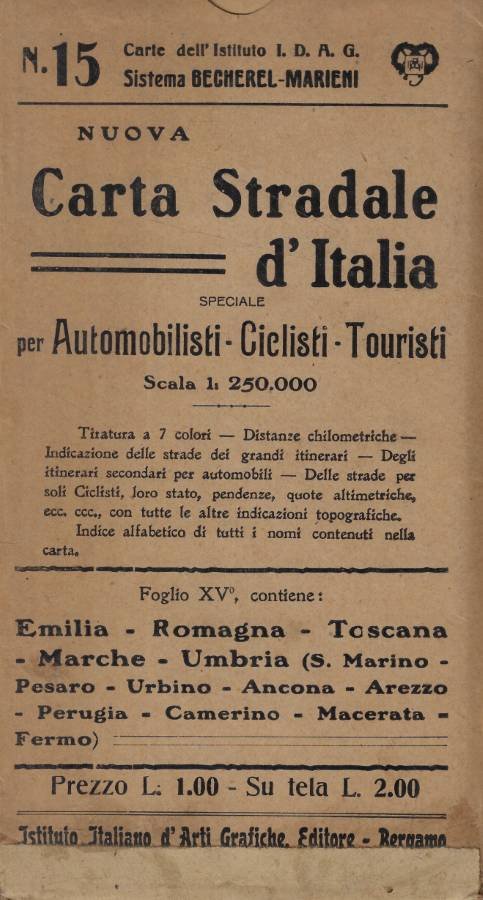 N. 15
Carte dell'Istituto I. D. A. G.
Sistema BECHEREL-MARIENI
NUOVA
Carta Stradale
d'Italia
SPECIALE
per Automobilisti - Ciclisti - Touristi
Scala 1: 250.000
Tiratura a 7 colori — Distanze chilometriche —
Indicazione delle strade dei grandi itinerari — Degli
itinerari secondari per automobili — Delle strade per
soli Ciclisti, loro stato, pendenze, quote altimetriche,
ecc. ccc., con tutte le altre indicazioni topografiche.
Indice alfabetico di tutti i nomi contenuti nella
carta.
Foglio XV°, contiene:
Emilia - Romagna - Toscana
- Marche - Umbria (S. Marino -
Pesaro - Urbino - Ancona - Arezzo
- Perugia - Camerino - Macerata -
Fermo)
Prezzo L: 1.00 - Su tela L. 2.00
Istituto Italiano d'Arti Grafiche, Editore - Bergamo